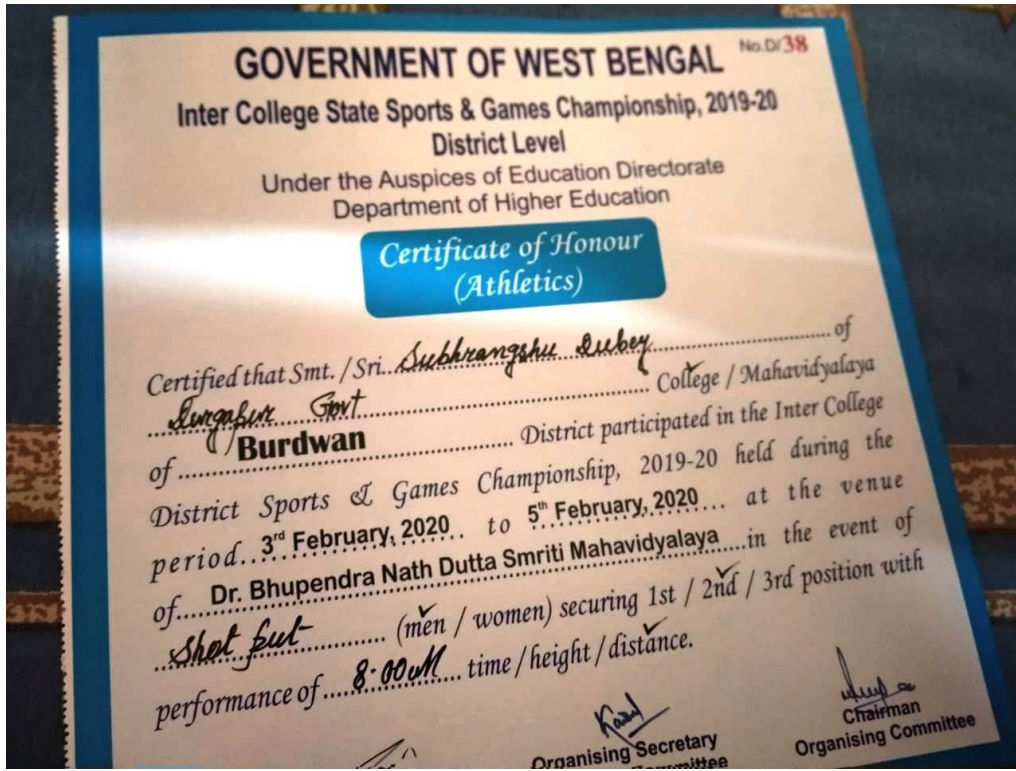 No.D/38
GOVERNMENT OF WEST BENGAL
Inter College State Sports & Games Championship, 2019-20
District Level
Under the Auspices of Education Directorate
Department of Higher Education
Certificate of Honour
(Athletics)
Certified that Smt. / Sri. Subhrangshu Dubey of
Durgapur Govt College / Mahavidyalaya
of Burdwan District participated in the Inter College
District Sports & Games Championship, 2019-20 held during the
period 3rd February, 2020 to 5th February, 2020 at the venue
of Dr. Bhupendra Nath Dutta Smriti Mahavidyalaya in the event of
Shot put (men / women) securing 1st / 2nd / 3rd position with
performance of 8.00M time / height / distance.
Organising Secretary
Chairman
Organising Committee